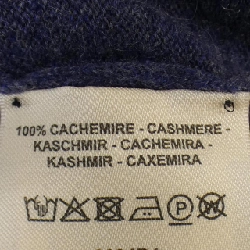 100% CACHEMIRE - CASHMERE -
KASCHMIR - CACHEMIRA -
KASHMIR - CAXEMIRA